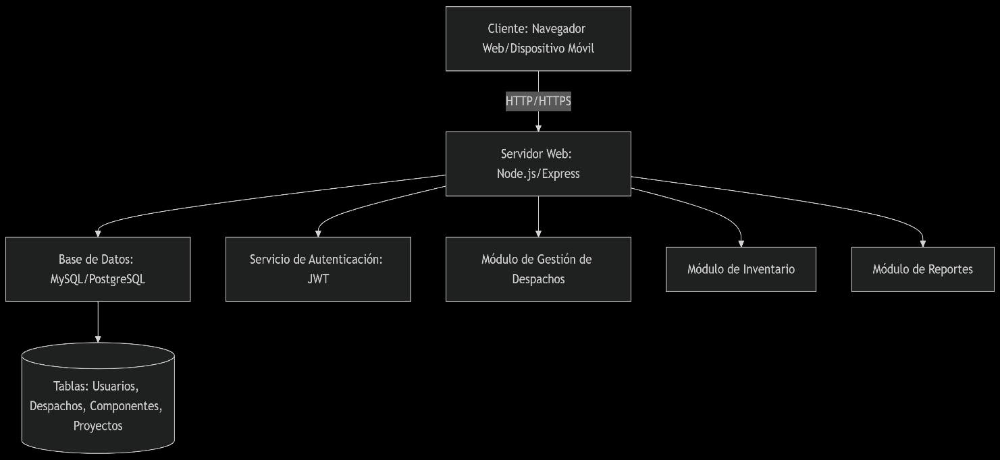 Cliente: Navegador
Web/Dispositivo Móvil
HTTP/HTTPS
Servidor Web:
Node.js/Express
Base de Datos:
MySQL/PostgreSQL
Servicio de Autenticación:
JWT
Módulo de Gestión de
Despachos
Módulo de Inventario
Módulo de Reportes
Tablas: Usuarios,
Despachos, Componentes,
Proyectos